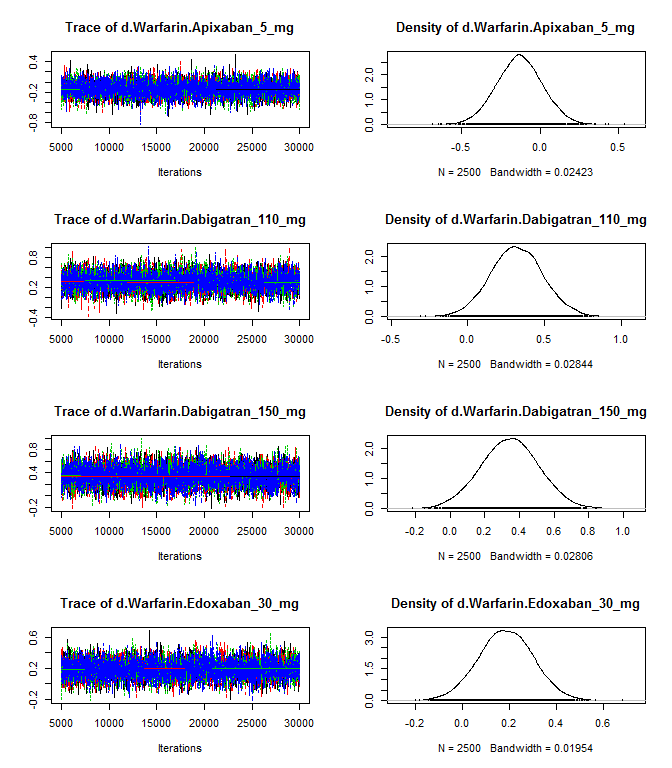 Trace of d.Warfarin.Apixaban_5_mg
0.4
-0.2
-0.8
5000 10000 15000 20000 25000 30000
Iterations
Density of d.Warfarin.Apixaban_5_mg
2.0
1.0
0.0
-0.5 0.0 0.5
N = 2500 Bandwidth = 0.02423
Trace of d.Warfarin.Dabigatran_110_mg
0.8
0.2
-0.4
5000 10000 15000 20000 25000 30000
Iterations
Density of d.Warfarin.Dabigatran_110_mg
2.0
1.0
0.0
-0.5 0.0 0.5 1.0
N = 2500 Bandwidth = 0.02844
Trace of d.Warfarin.Dabigatran_150_mg
0.8
0.4
-0.2
5000 10000 15000 20000 25000 30000
Iterations
Density of d.Warfarin.Dabigatran_150_mg
2.0
1.0
0.0
-0.2 0.0 0.2 0.4 0.6 0.8 1.0
N = 2500 Bandwidth = 0.02806
Trace of d.Warfarin.Edoxaban_30_mg
0.6
0.2
-0.2
5000 10000 15000 20000 25000 30000
Iterations
Density of d.Warfarin.Edoxaban_30_mg
3.0
1.5
0.0
-0.2 0.0 0.2 0.4 0.6
N = 2500 Bandwidth = 0.01954